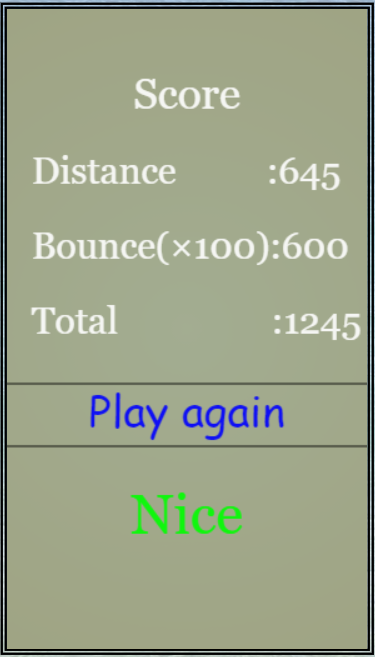 Score
Distance :645
Bounce(×100):600
Total :1245
Play again
Nice